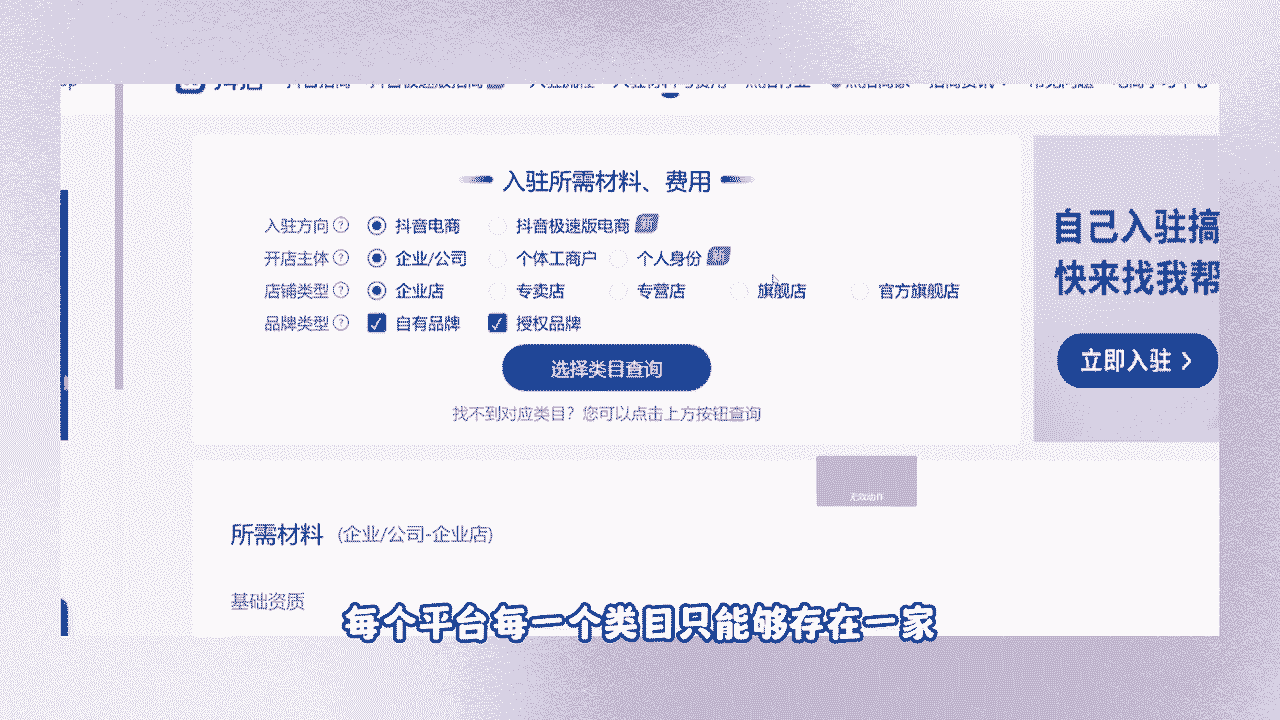 入驻所需材料、费用
入驻方向 ? 抖音电商 抖音极速版电商
开店主体 ? 企业/公司 个体工商户 个人身份
店铺类型 ? 企业店 专卖店 专营店 旗舰店 官方旗舰店
品牌类型 ? 自有品牌 授权品牌
选择类目查询
找不到对应类目？您可以点击上方按钮查询
自己入驻搞
快来找我帮
立即入驻 >
所需材料 (企业/公司-企业店)
基础资质
每个平台每一个类目只能够存在一家